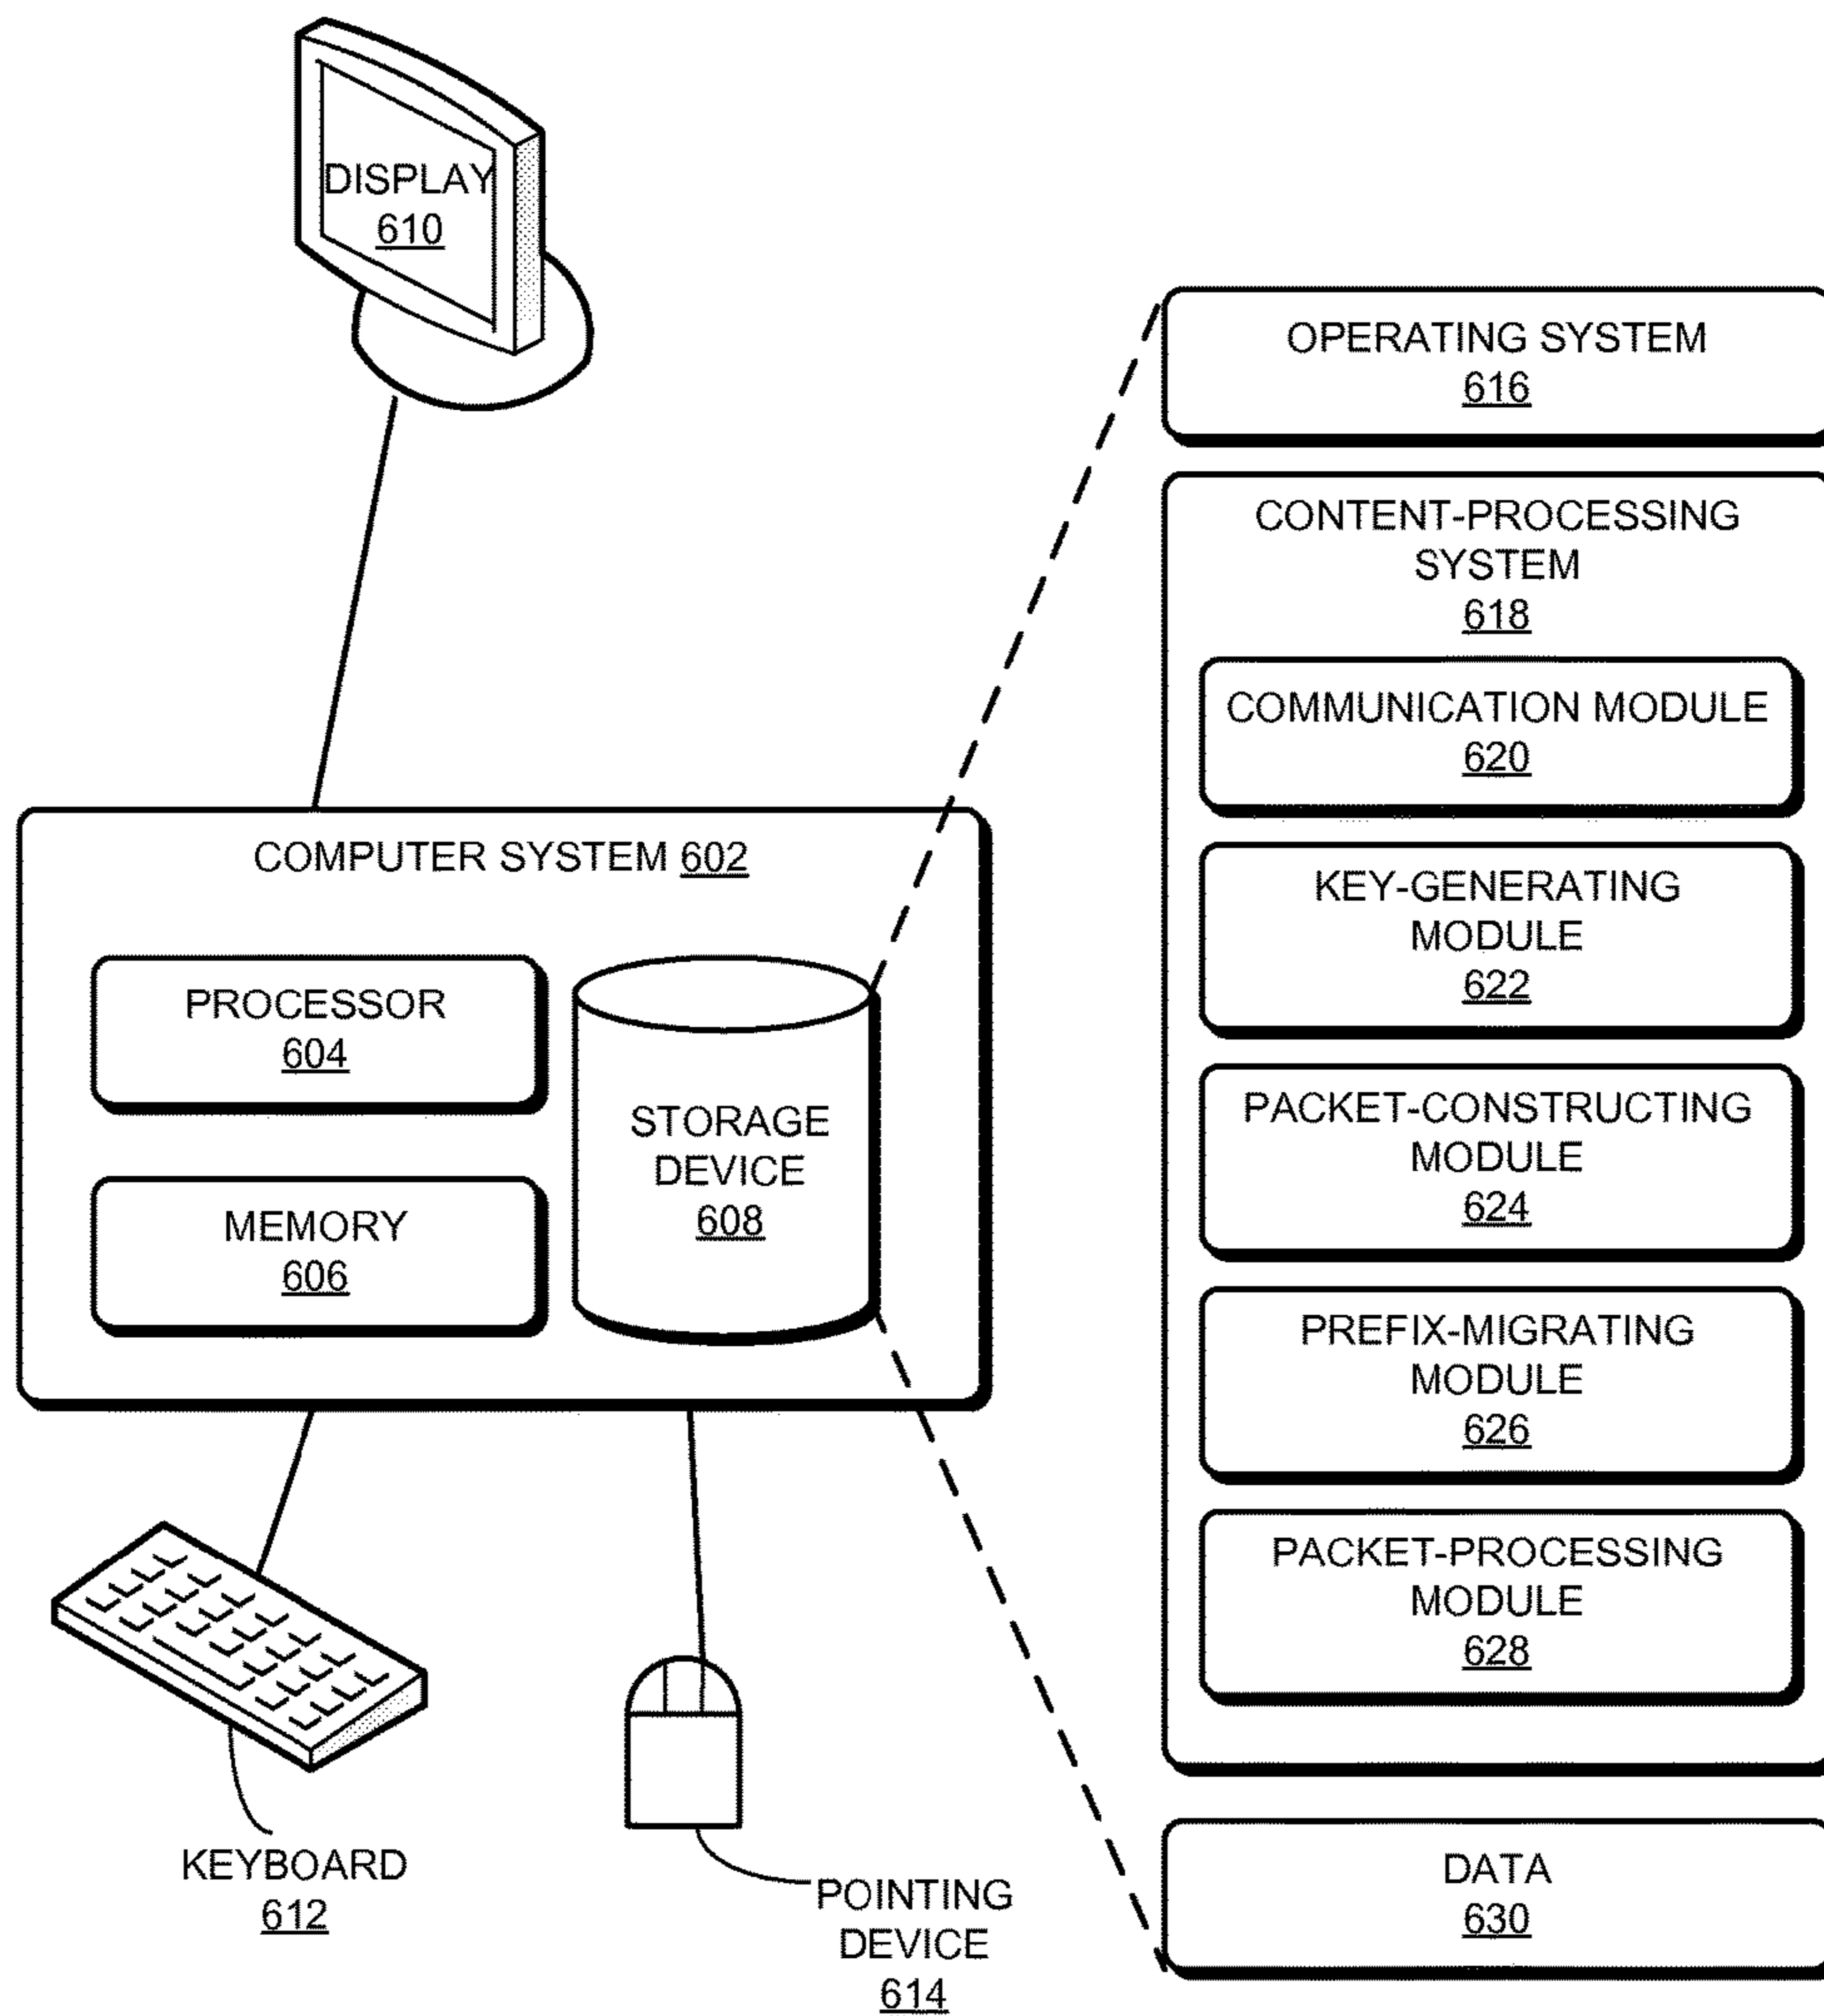 DISPLAY
610
COMPUTER SYSTEM 602
PROCESSOR
604
MEMORY
606
STORAGE
DEVICE
608
KEYBOARD
612
POINTING
DEVICE
614
OPERATING SYSTEM
616
CONTENT-PROCESSING
SYSTEM
618
COMMUNICATION MODULE
620
KEY-GENERATING
MODULE
622
PACKET-CONSTRUCTING
MODULE
624
PREFIX-MIGRATING
MODULE
626
PACKET-PROCESSING
MODULE
628
DATA
630